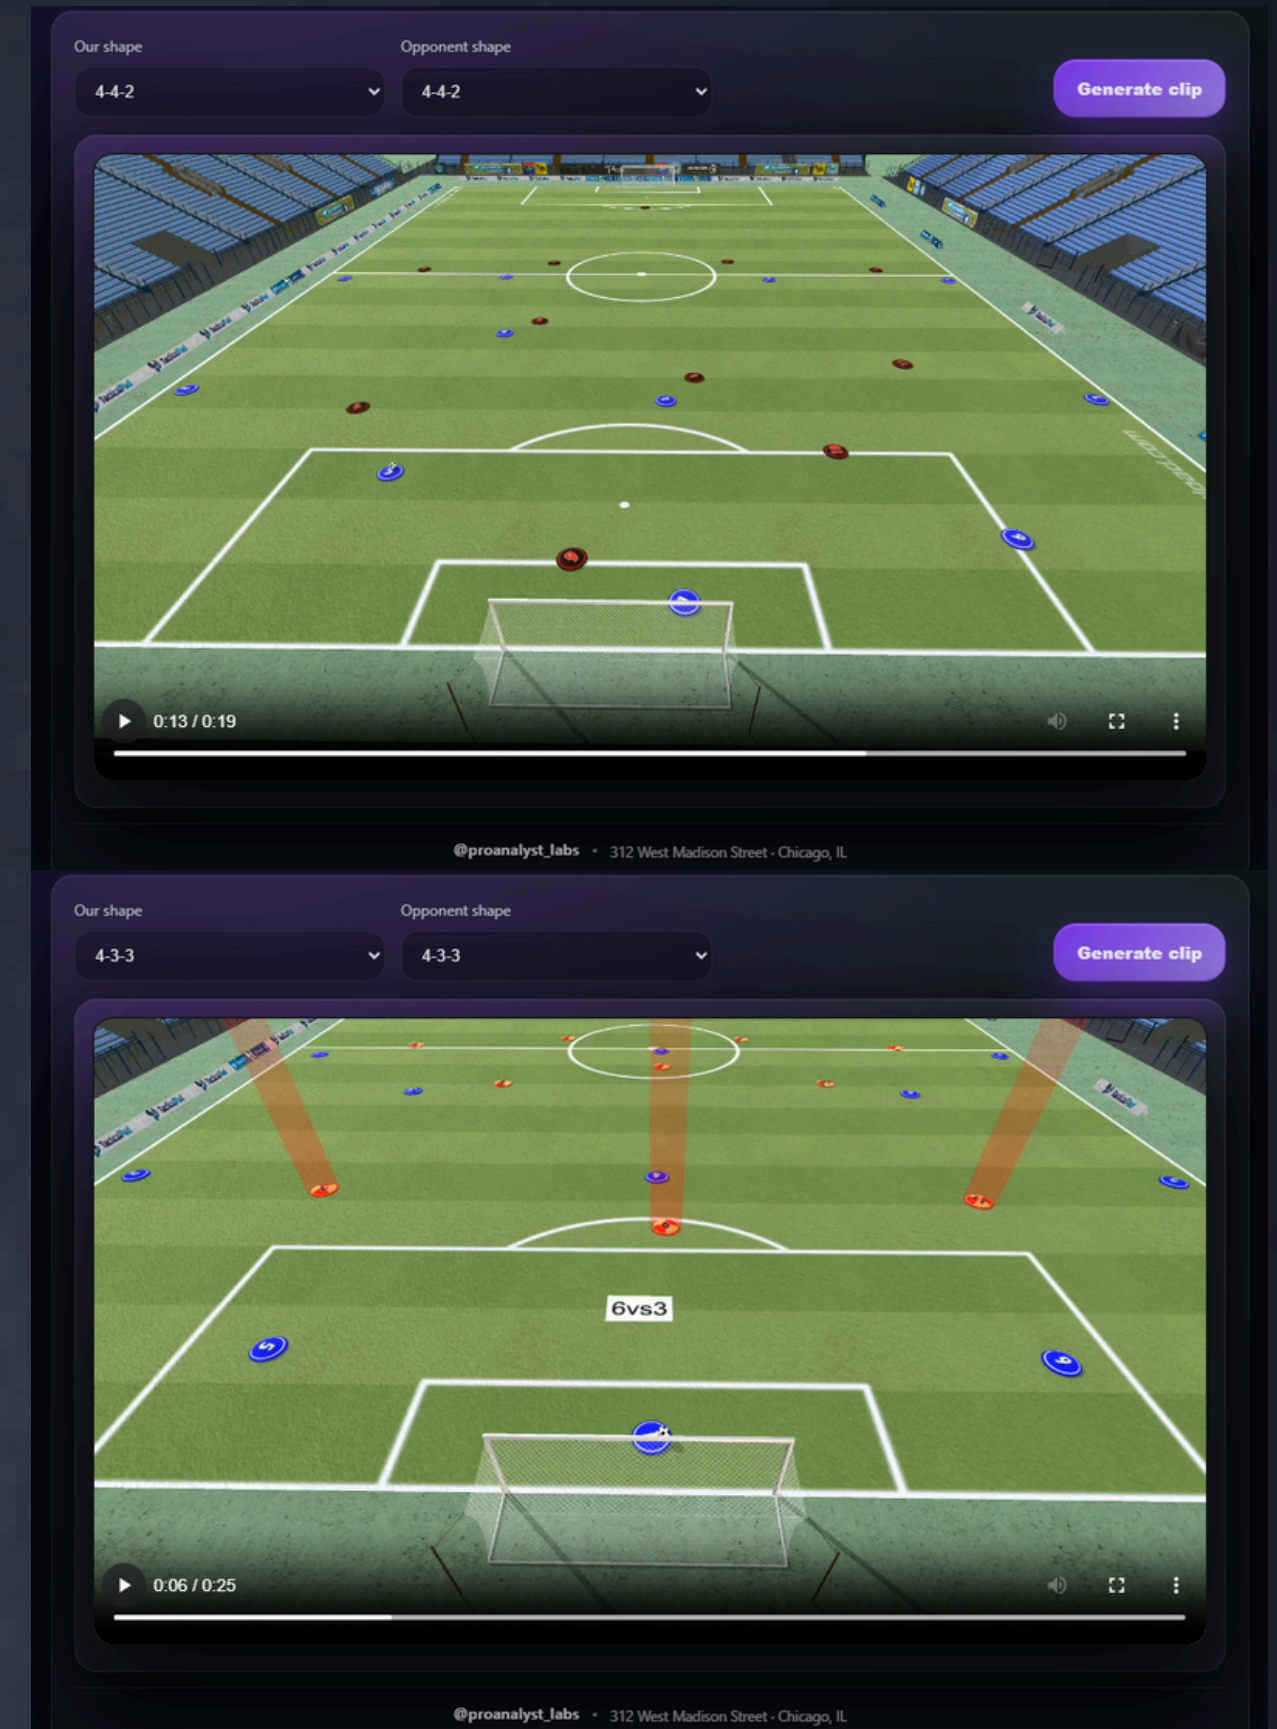 Our shape
Opponent shape
4-4-2
4-4-2
Generate clip
0:13 / 0:19
@proanalyst_labs • 312 West Madison Street - Chicago, IL
Our shape
Opponent shape
4-3-3
4-3-3
Generate clip
6vs3
5
0:06 / 0:25
@proanalyst_labs • 312 West Madison Street - Chicago, IL